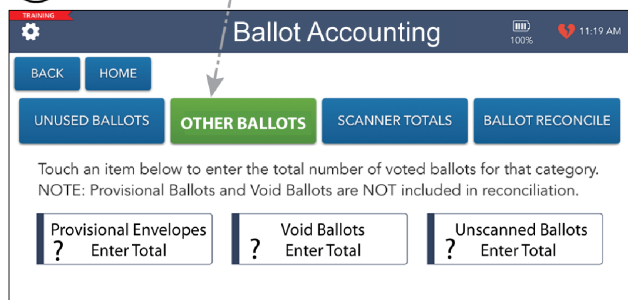 TRAINING
Ballot Accounting
100%
11:19 AM
BACK HOME
UNUSED BALLOTS OTHER BALLOTS SCANNER TOTALS BALLOT RECONCILE
Touch an item below to enter the total number of voted ballots for that category.
NOTE: Provisional Ballots and Void Ballots are NOT included in reconciliation.
Provisional Envelopes
? Enter Total
Void Ballots
? Enter Total
Unscanned Ballots
? Enter Total